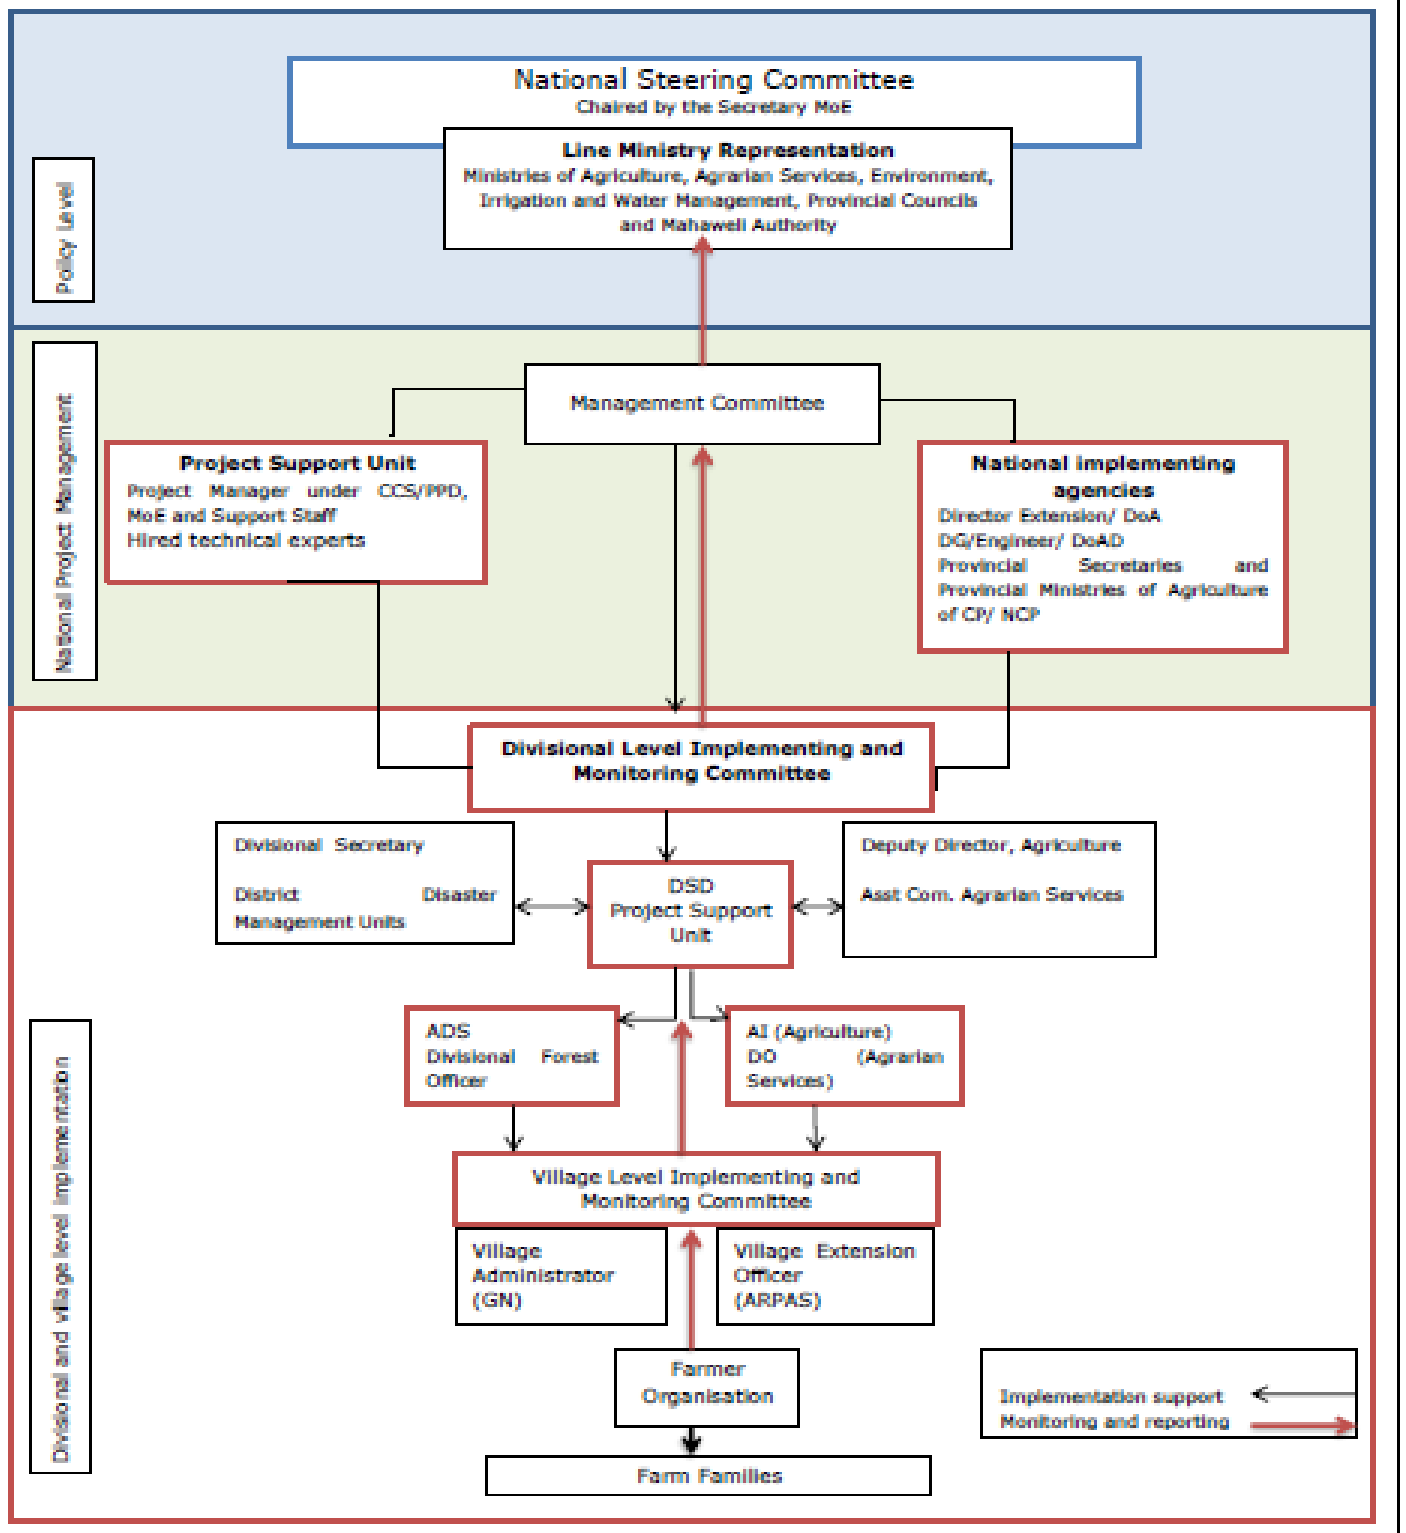 National Steering Committee
Chaired by the Secretary MoE
Line Ministry Representation
Ministries of Agriculture, Agrarian Services, Environment,
Irrigation and Water Management, Provincial Councils
and Mahaweli Authority
Policy Level
National Project Management
Management Committee
Project Support Unit
Project Manager under CCS/PPD,
MoE and Support Staff
Hired technical experts
National implementing
agencies
Director Extension/ DoA
DG/Engineer/ DoAD
Provincial Secretaries and
Provincial Ministries of Agriculture
of CP/ NCP
Divisional Level Implementing and
Monitoring Committee
Divisional Secretary
District Disaster
Management Units
DSD
Project Support
Unit
Deputy Director, Agriculture
Asst Com. Agrarian Services
Divisional and village level implementation
ADS
Divisional Forest
Officer
AI (Agriculture)
DO (Agrarian
Services)
Village Level Implementing and
Monitoring Committee
Village
Administrator
(GN)
Village Extension
Officer
(ARPAS)
Farmer
Organisation
Farm Families
Implementation support
Monitoring and reporting